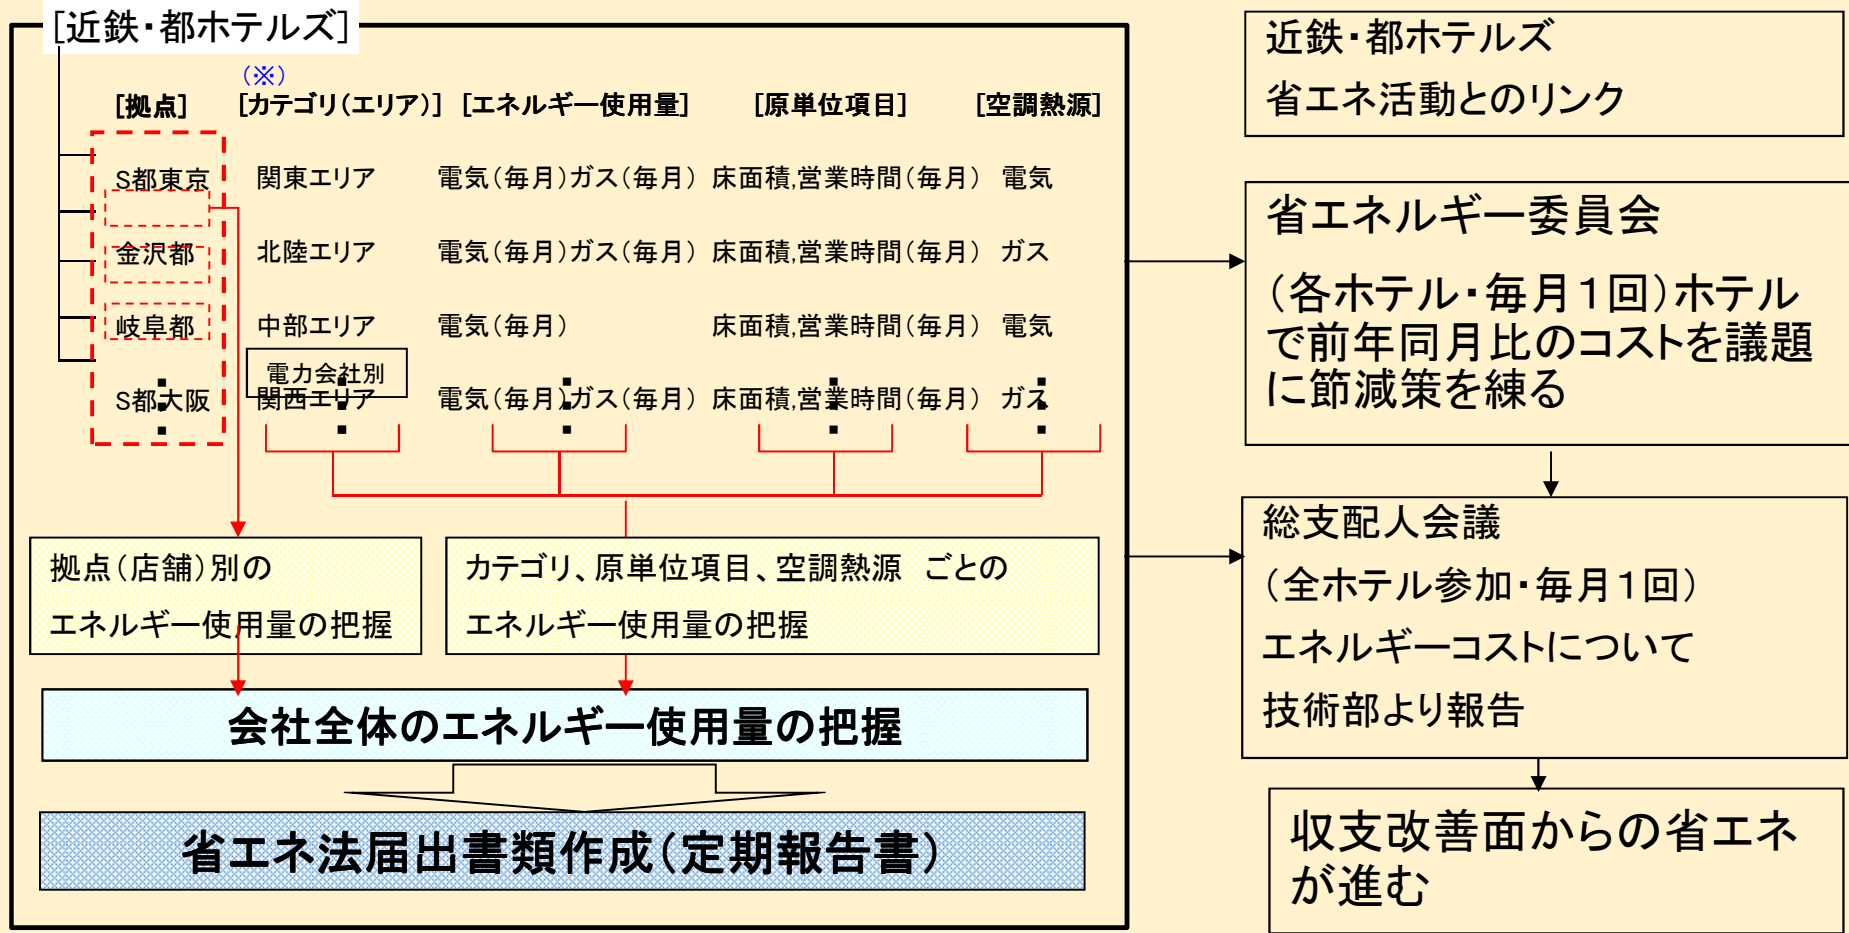 [近鉄・都ホテルズ]
(※)
[拠点] [カテゴリ(エリア)] [エネルギー使用量] [原単位項目] [空調熱源]
S都東京 関東エリア 電気(毎月)ガス(毎月) 床面積,営業時間(毎月) 電気
金沢都 北陸エリア 電気(毎月)ガス(毎月) 床面積,営業時間(毎月) ガス
岐阜都 中部エリア 電気(毎月) 床面積,営業時間(毎月) 電気
電力会社別
S都大阪 関西エリア 電気(毎月)ガス(毎月) 床面積,営業時間(毎月) ガス
拠点(店舗)別の
エネルギー使用量の把握
カテゴリ、原単位項目、空調熱源 ごとの
エネルギー使用量の把握
会社全体のエネルギー使用量の把握
省エネ法届出書類作成(定期報告書)
近鉄・都ホテルズ
省エネ活動とのリンク
省エネルギー委員会
(各ホテル・毎月1回)ホテル
で前年同月比のコストを議題
に節減策を練る
総支配人会議
(全ホテル参加・毎月1回)
エネルギーコストについて
技術部より報告
収支改善面からの省エネ
が進む